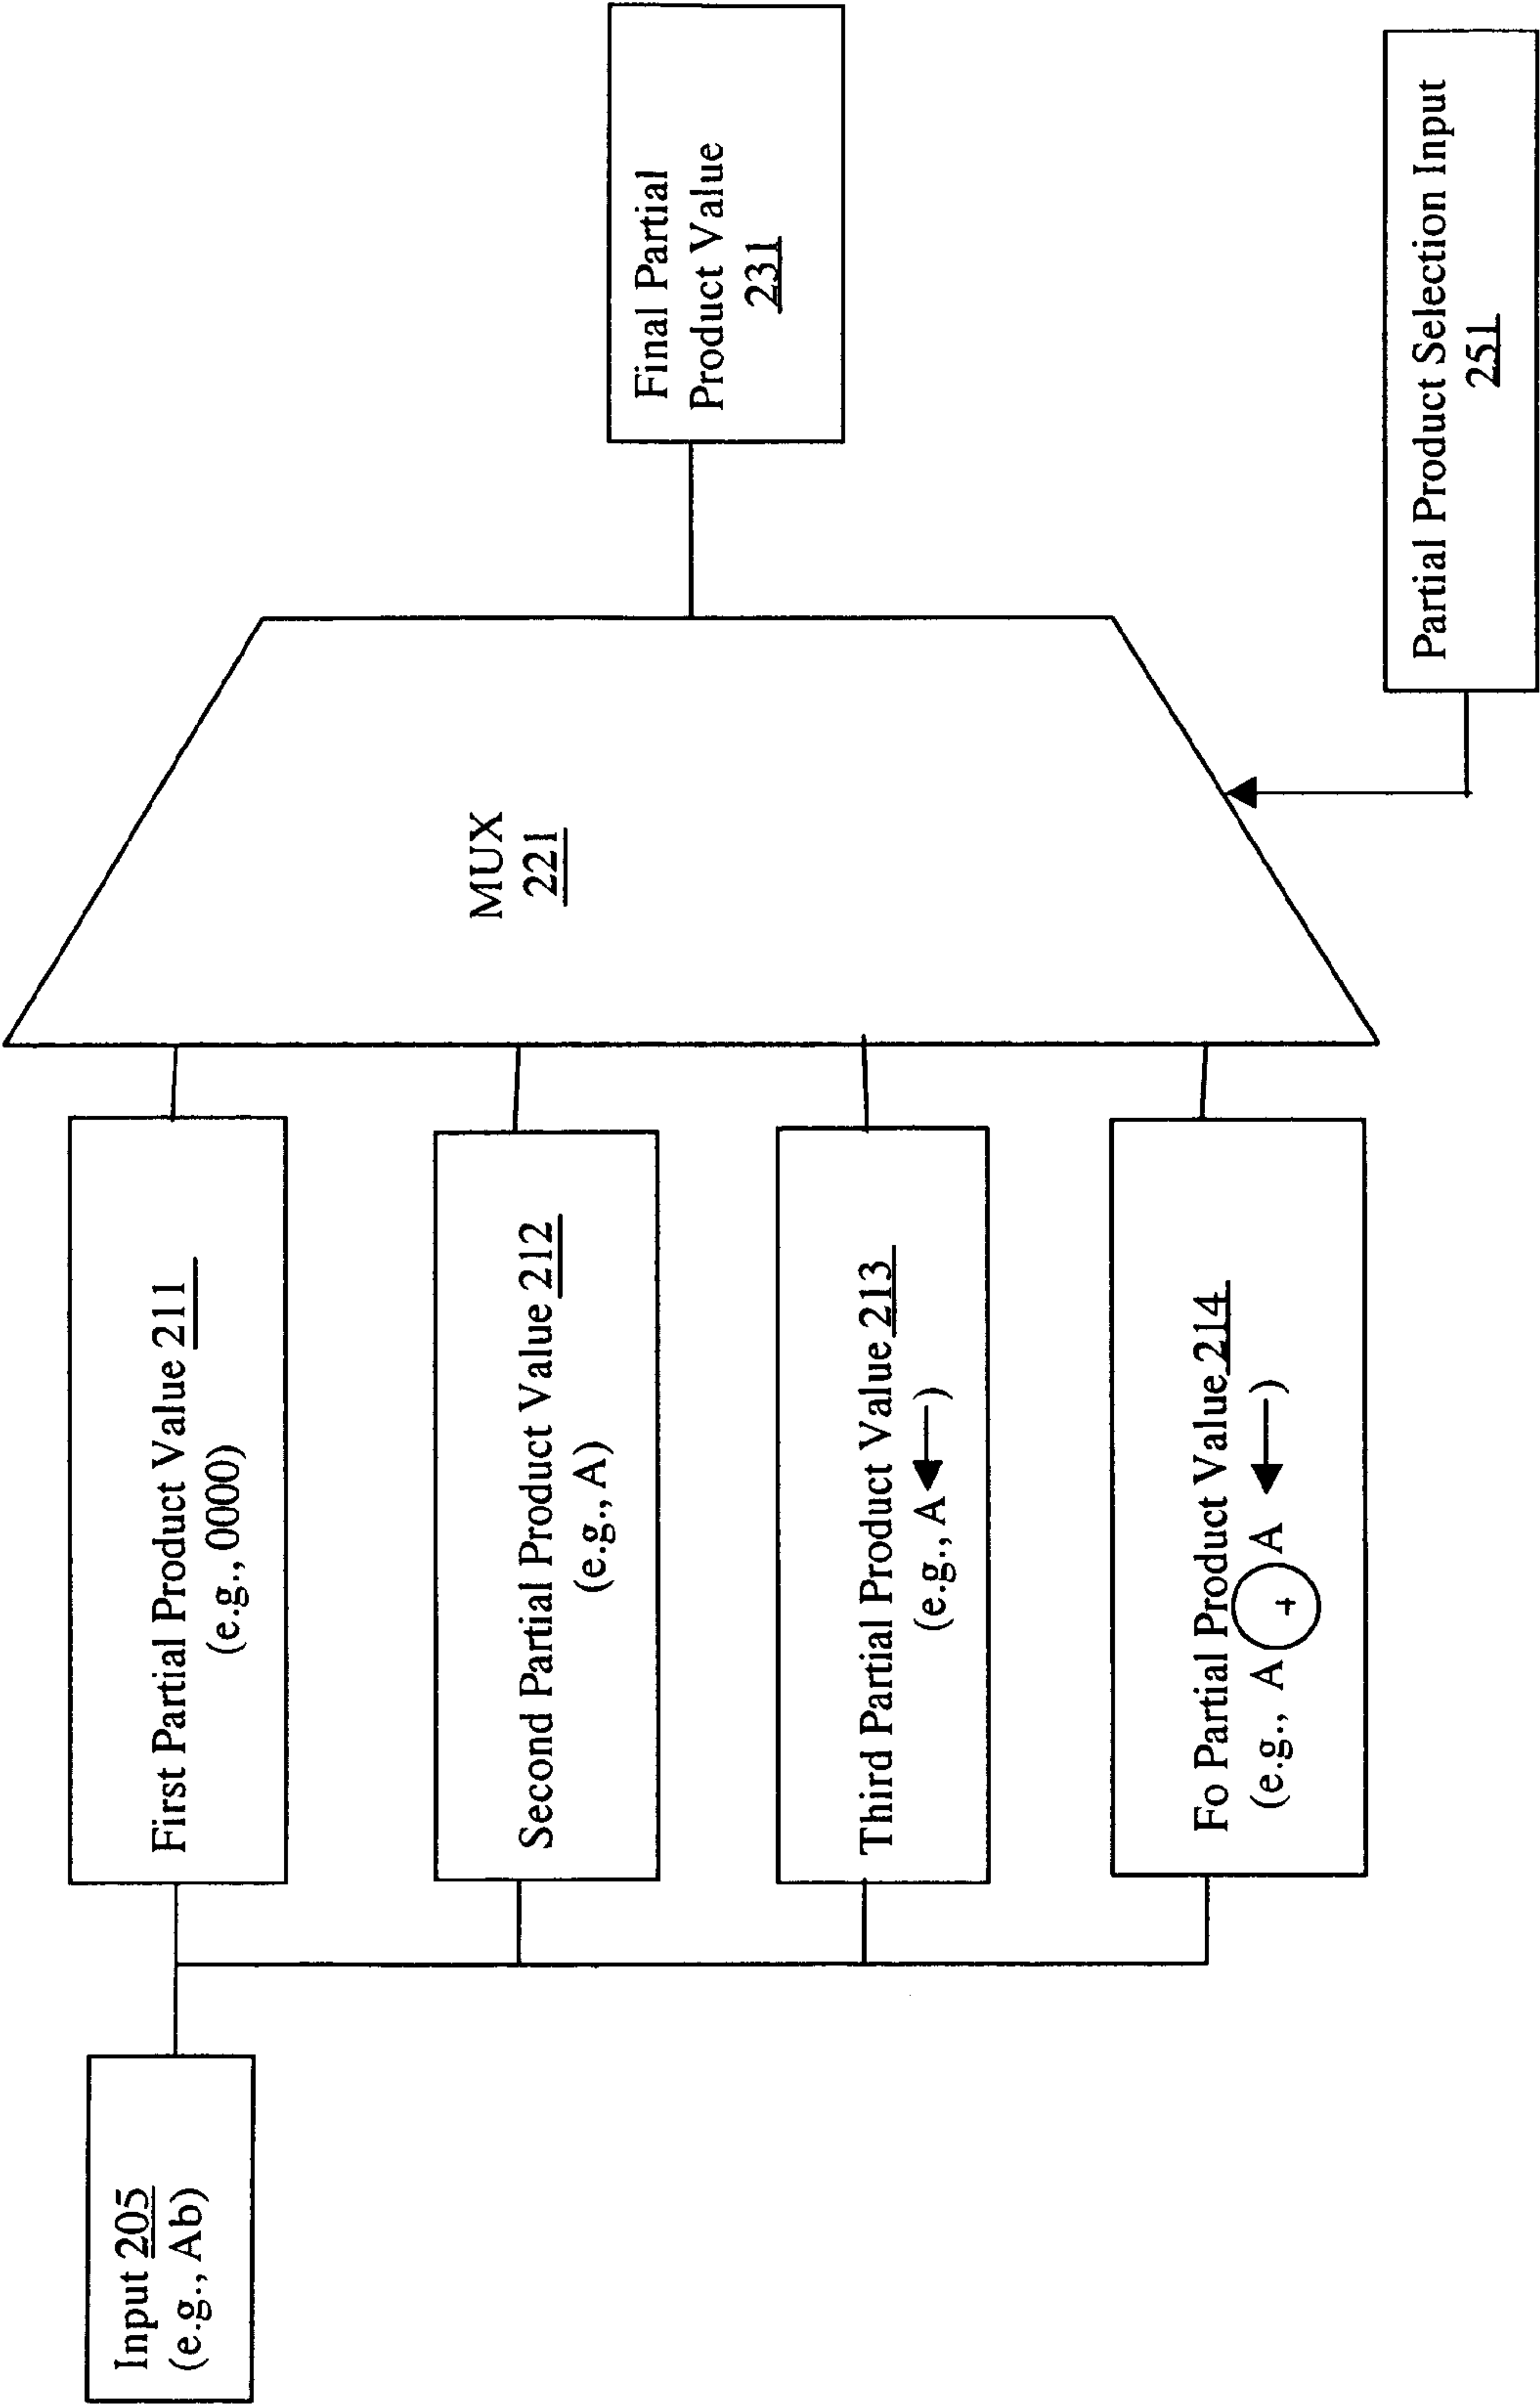 Input 205
(e.g., Ab)
First Partial Product Value 211
(e.g., 0000)
Second Partial Product Value 212
(e.g., A)
Third Partial Product Value 213
(e.g., A ←)
Fo Partial Product Value 214
(e.g., A ⊕ A ←)
MUX
221
Final Partial
Product Value
231
Partial Product Selection Input
251